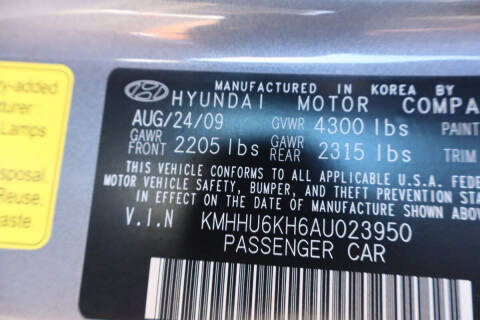 y-added
turer
Lamps
sposal.
Reuse.
aste.
MANUFACTURED IN KOREA BY
HYUNDAI MOTOR COMPA
AUG/24/09 GVWR 4300 lbs PAINT
GAWR FRONT 2205 lbs GAWR REAR 2315 lbs TRIM
THIS VEHICLE CONFORMS TO ALL APPLICABLE U.S.A. FEDE
MOTOR VEHICLE SAFETY, BUMPER, AND THEFT PREVENTION STA
IN EFFECT ON THE DATE OF MANUFACTURE SHOWN ABOVE
V.I.N KMHHU6KH6AU023950
PASSENGER CAR